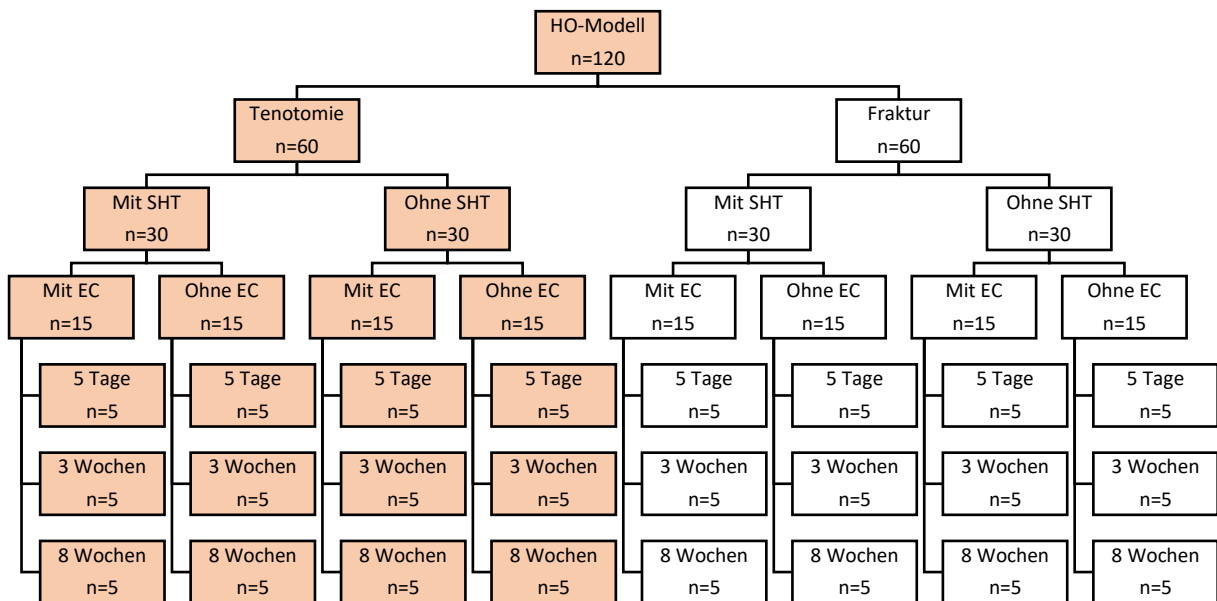 HO-Modell
n=120
Tenotomie
n=60
Fraktur
n=60
Mit SHT
n=30
Ohne SHT
n=30
Mit SHT
n=30
Ohne SHT
n=30
Mit EC
n=15
Ohne EC
n=15
Mit EC
n=15
Ohne EC
n=15
Mit EC
n=15
Ohne EC
n=15
Mit EC
n=15
Ohne EC
n=15
5 Tage
n=5
5 Tage
n=5
5 Tage
n=5
5 Tage
n=5
5 Tage
n=5
5 Tage
n=5
5 Tage
n=5
5 Tage
n=5
3 Wochen
n=5
3 Wochen
n=5
3 Wochen
n=5
3 Wochen
n=5
3 Wochen
n=5
3 Wochen
n=5
3 Wochen
n=5
3 Wochen
n=5
8 Wochen
n=5
8 Wochen
n=5
8 Wochen
n=5
8 Wochen
n=5
8 Wochen
n=5
8 Wochen
n=5
8 Wochen
n=5
8 Wochen
n=5